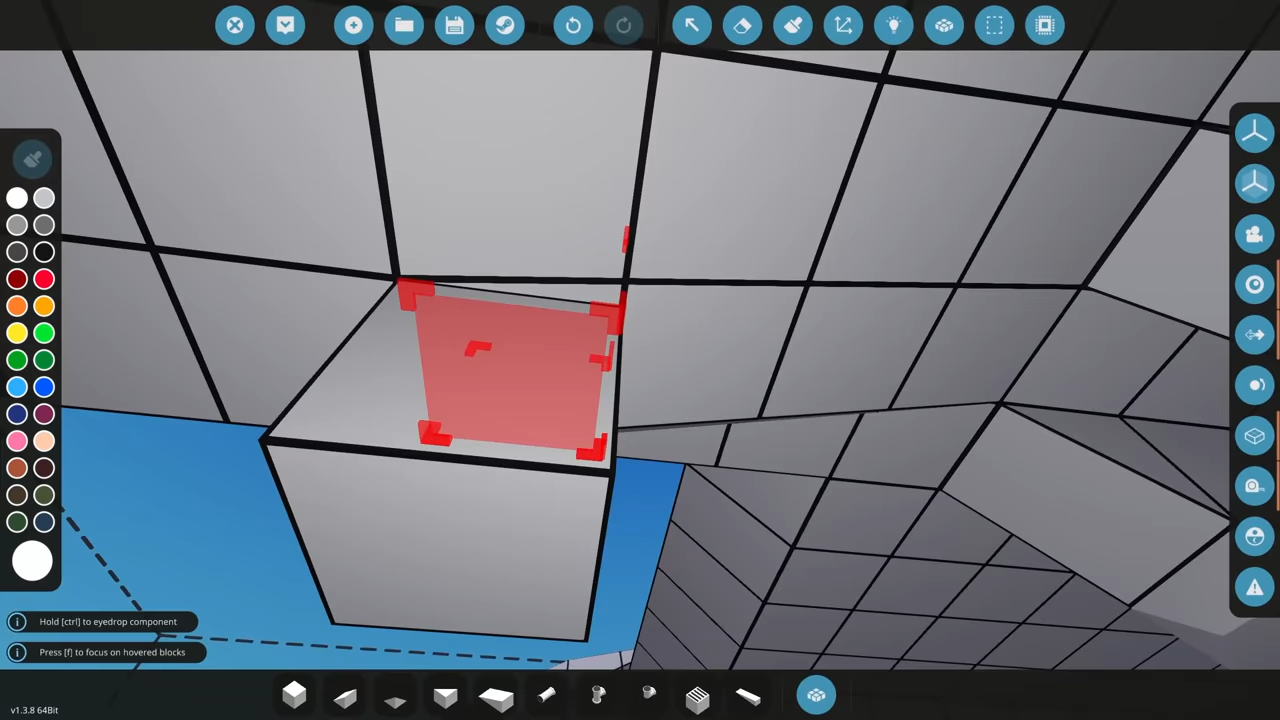 Hold [ctrl] to eyedrop component
Press [f] to focus on hovered blocks
v1.3.8 64Bit